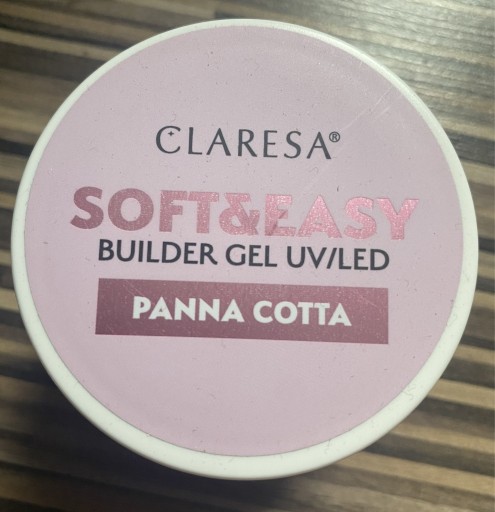 CLARESA®
SOFT&EASY
BUILDER GEL UV/LED
PANNA COTTA